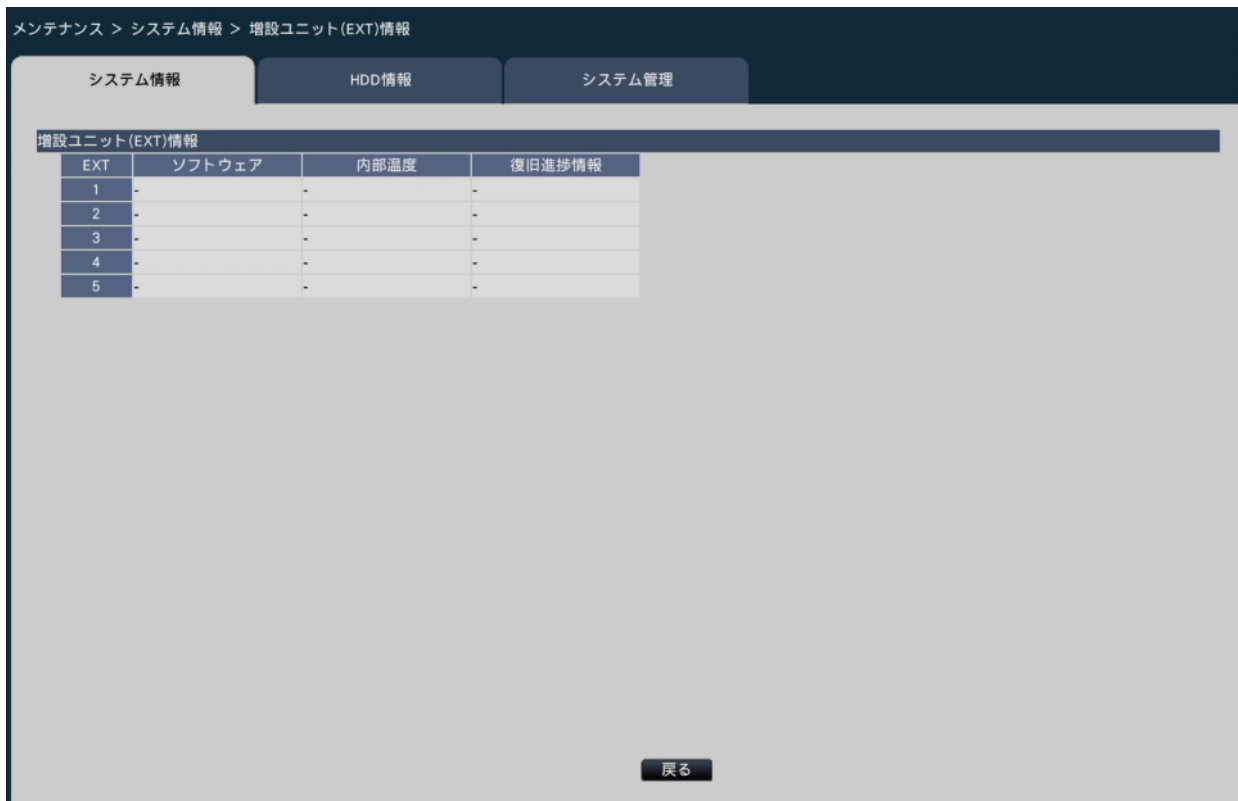 メンテナンス > システム情報 > 増設ユニット(EXT)情報
システム情報 HDD情報 システム管理
増設ユニット(EXT)情報
EXT ソフトウェア 内部温度 復旧進捗情報
1 - - -
2 - - -
3 - - -
4 - - -
5 - - -
戻る